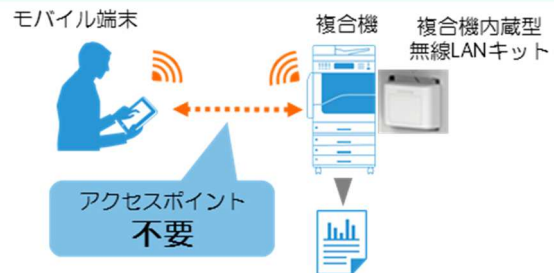 モバイル端末
複合機
複合機内蔵型
無線LANキット
アクセスポイント
不要